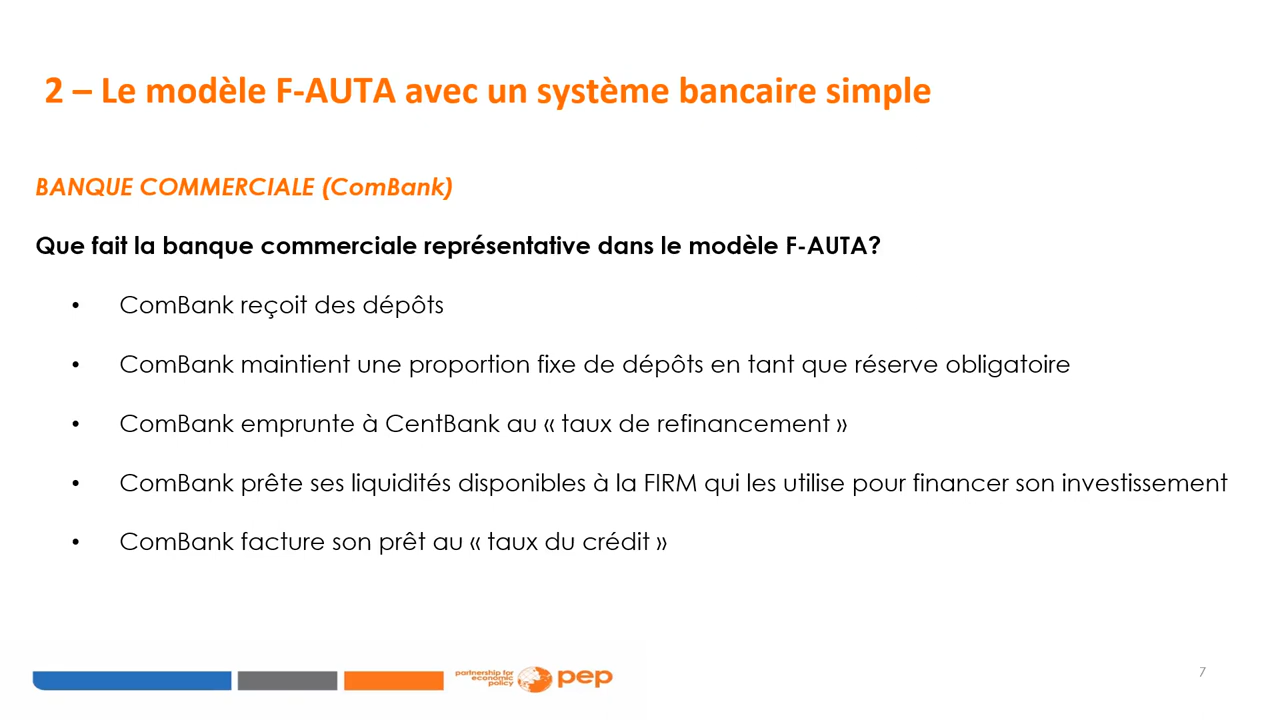 2 – Le modèle F-AUTA avec un système bancaire simple
BANQUE COMMERCIALE (ComBank)
Que fait la banque commerciale représentative dans le modèle F-AUTA?
• ComBank reçoit des dépôts
• ComBank maintient une proportion fixe de dépôts en tant que réserve obligatoire
• ComBank emprunte à CentBank au « taux de refinancement »
• ComBank prête ses liquidités disponibles à la FIRM qui les utilise pour financer son investissement
• ComBank facture son prêt au « taux du crédit »
partnership for
economic
policy
pep
7